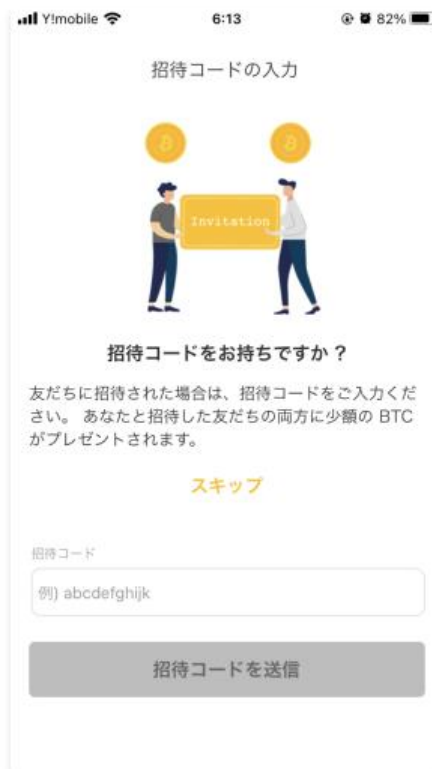 Y!mobile 6:13 82%
招待コードの入力
Invitation
招待コードをお持ちですか？
友だちに招待された場合は、招待コードをご入力くだ
さい。 あなたと招待した友だちの両方に少額の BTC
がプレゼントされます。
スキップ
招待コード
例) abcdefghijk
招待コードを送信